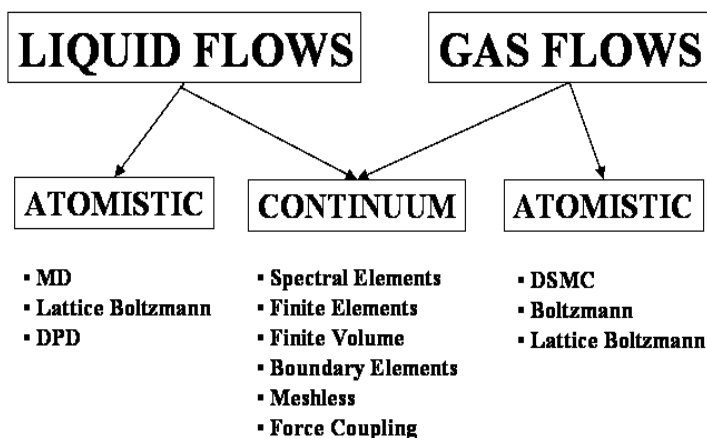 LIQUID FLOWS
GAS FLOWS
ATOMISTIC
CONTINUUM
ATOMISTIC
▪ MD
▪ Lattice Boltzmann
▪ DPD
▪ Spectral Elements
▪ Finite Elements
▪ Finite Volume
▪ Boundary Elements
▪ Meshless
▪ Force Coupling
▪ DSMC
▪ Boltzmann
▪ Lattice Boltzmann